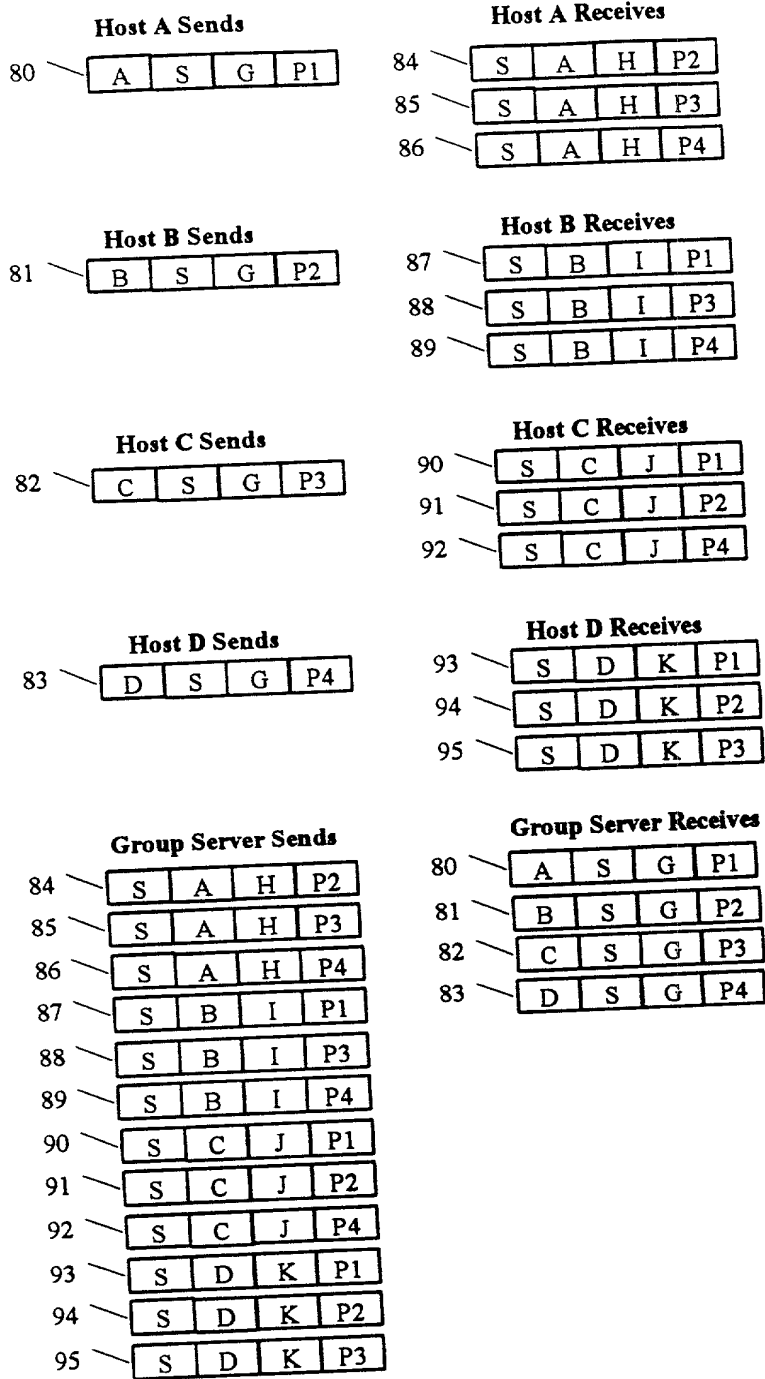 Host A Sends
80 A S G P1
Host A Receives
84 S A H P2
85 S A H P3
86 S A H P4
Host B Sends
81 B S G P2
Host B Receives
87 S B I P1
88 S B I P3
89 S B I P4
Host C Sends
82 C S G P3
Host C Receives
90 S C J P1
91 S C J P2
92 S C J P4
Host D Sends
83 D S G P4
Host D Receives
93 S D K P1
94 S D K P2
95 S D K P3
Group Server Sends
84 S A H P2
85 S A H P3
86 S A H P4
87 S B I P1
88 S B I P3
89 S B I P4
90 S C J P1
91 S C J P2
92 S C J P4
93 S D K P1
94 S D K P2
95 S D K P3
Group Server Receives
80 A S G P1
81 B S G P2
82 C S G P3
83 D S G P4